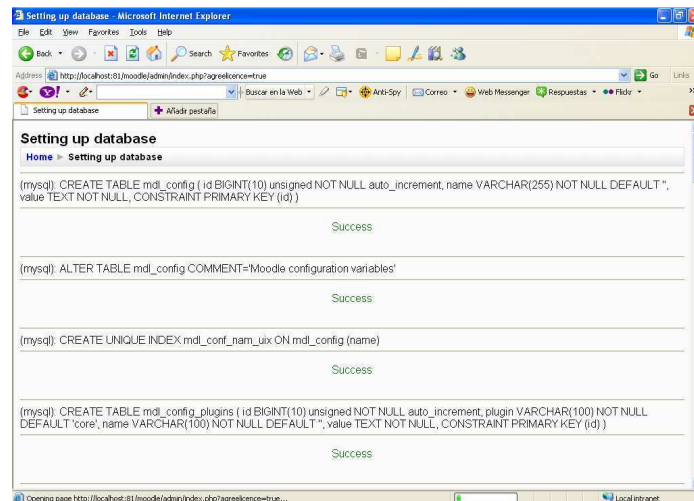 Setting up database - Microsoft Internet Explorer
File Edit View Favorites Tools Help
Back Search Favorites
Address http://localhost:81/moodle/admin/index.php?agreelicence=true Go Links
Y! Buscar en la Web Anti-Spy Correo Web Messenger Respuestas Flickr
Setting up database Añadir pestaña
Setting up database
Home ► Setting up database
(mysql): CREATE TABLE mdl_config ( id BIGINT(10) unsigned NOT NULL auto_increment, name VARCHAR(255) NOT NULL DEFAULT '',
value TEXT NOT NULL, CONSTRAINT PRIMARY KEY (id) )
Success
(mysql): ALTER TABLE mdl_config COMMENT='Moodle configuration variables'
Success
(mysql): CREATE UNIQUE INDEX mdl_conf_nam_uix ON mdl_config (name)
Success
(mysql): CREATE TABLE mdl_config_plugins ( id BIGINT(10) unsigned NOT NULL auto_increment, plugin VARCHAR(100) NOT NULL
DEFAULT 'core', name VARCHAR(100) NOT NULL DEFAULT '', value TEXT NOT NULL, CONSTRAINT PRIMARY KEY (id) )
Success
Opening page http://localhost:81/moodle/admin/index.php?agreelicence=true... Local intranet